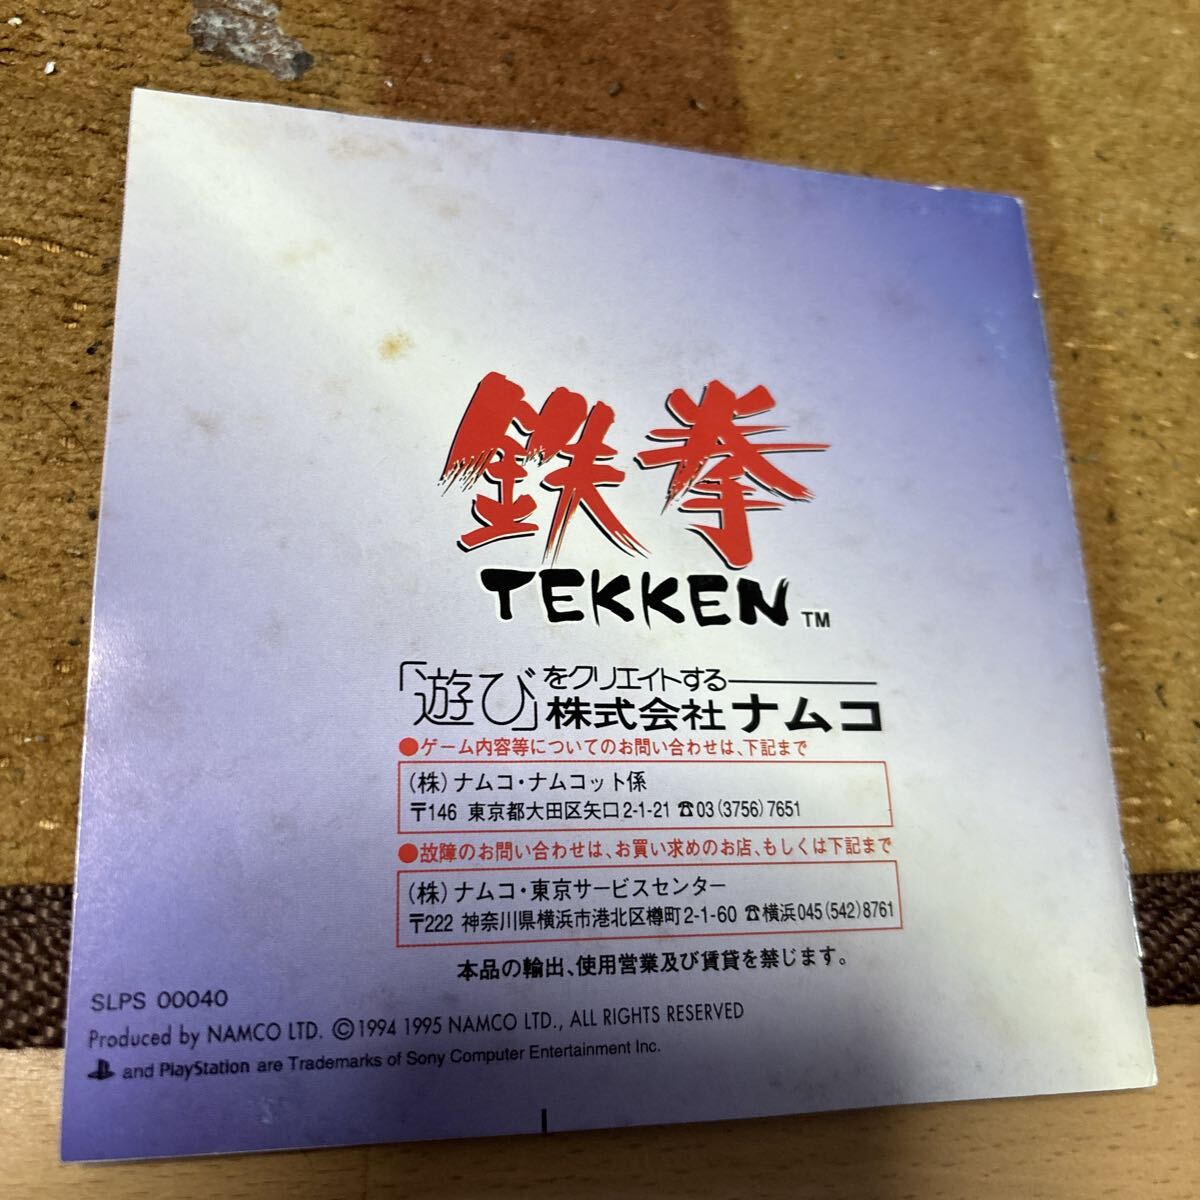 鉄拳
TEKKEN™
「遊び」をクリエイトする
株式会社ナムコ
●ゲーム内容等についてのお問い合わせは、下記まで
(株)ナムコ・ナムコット係
〒146 東京都大田区矢口2-1-21 ☎03(3756)7651
●故障のお問い合わせは、お買い求めのお店、もしくは下記まで
(株)ナムコ・東京サービスセンター
〒222 神奈川県横浜市港北区樽町2-1-60 ☎横浜045(542)8761
本品の輸出、使用営業及び賃貸を禁じます。
SLPS 00040
Produced by NAMCO LTD. ©1994 1995 NAMCO LTD., ALL RIGHTS RESERVED
and PlayStation are Trademarks of Sony Computer Entertainment Inc.